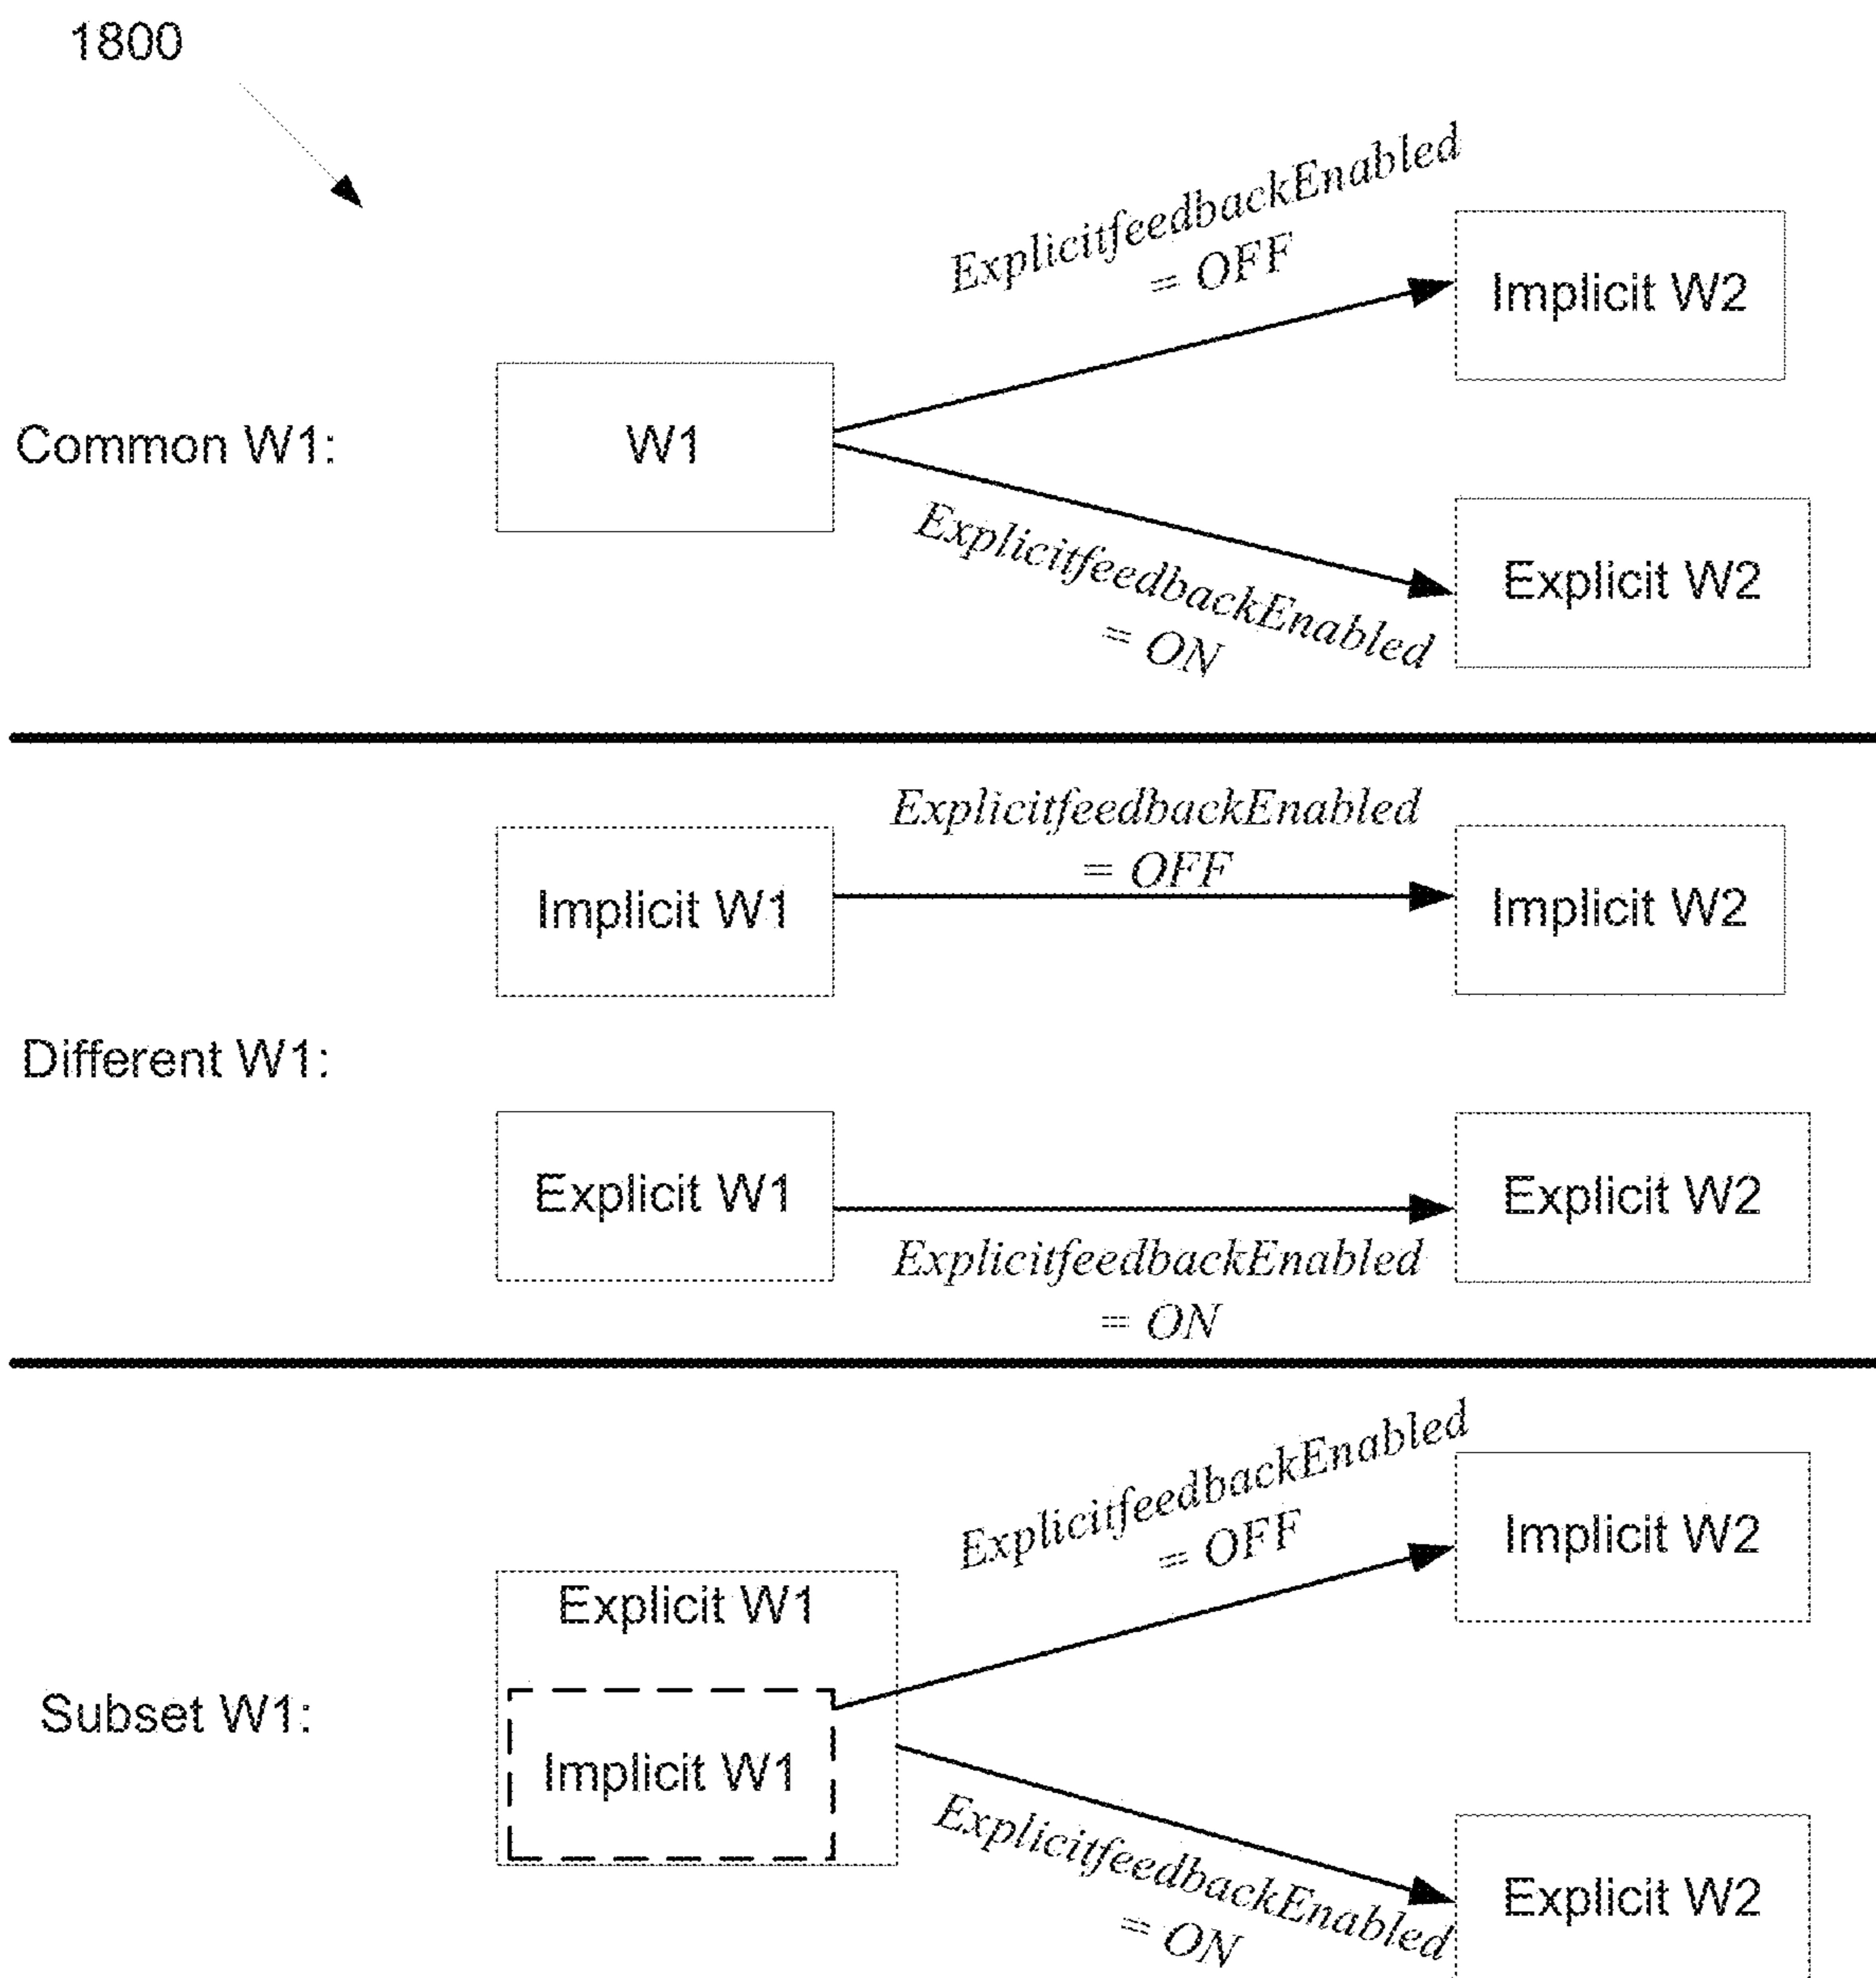 1800
ExplicitfeedbackEnabled
= OFF
Implicit W2
Common W1:
W1
Explicit W2
ExplicitfeedbackEnabled
= ON
ExplicitfeedbackEnabled
= OFF
Implicit W1
Implicit W2
Different W1:
Explicit W1
Explicit W2
ExplicitfeedbackEnabled
= ON
ExplicitfeedbackEnabled
= OFF
Implicit W2
Explicit W1
Subset W1:
Implicit W1
ExplicitfeedbackEnabled
= ON
Explicit W2